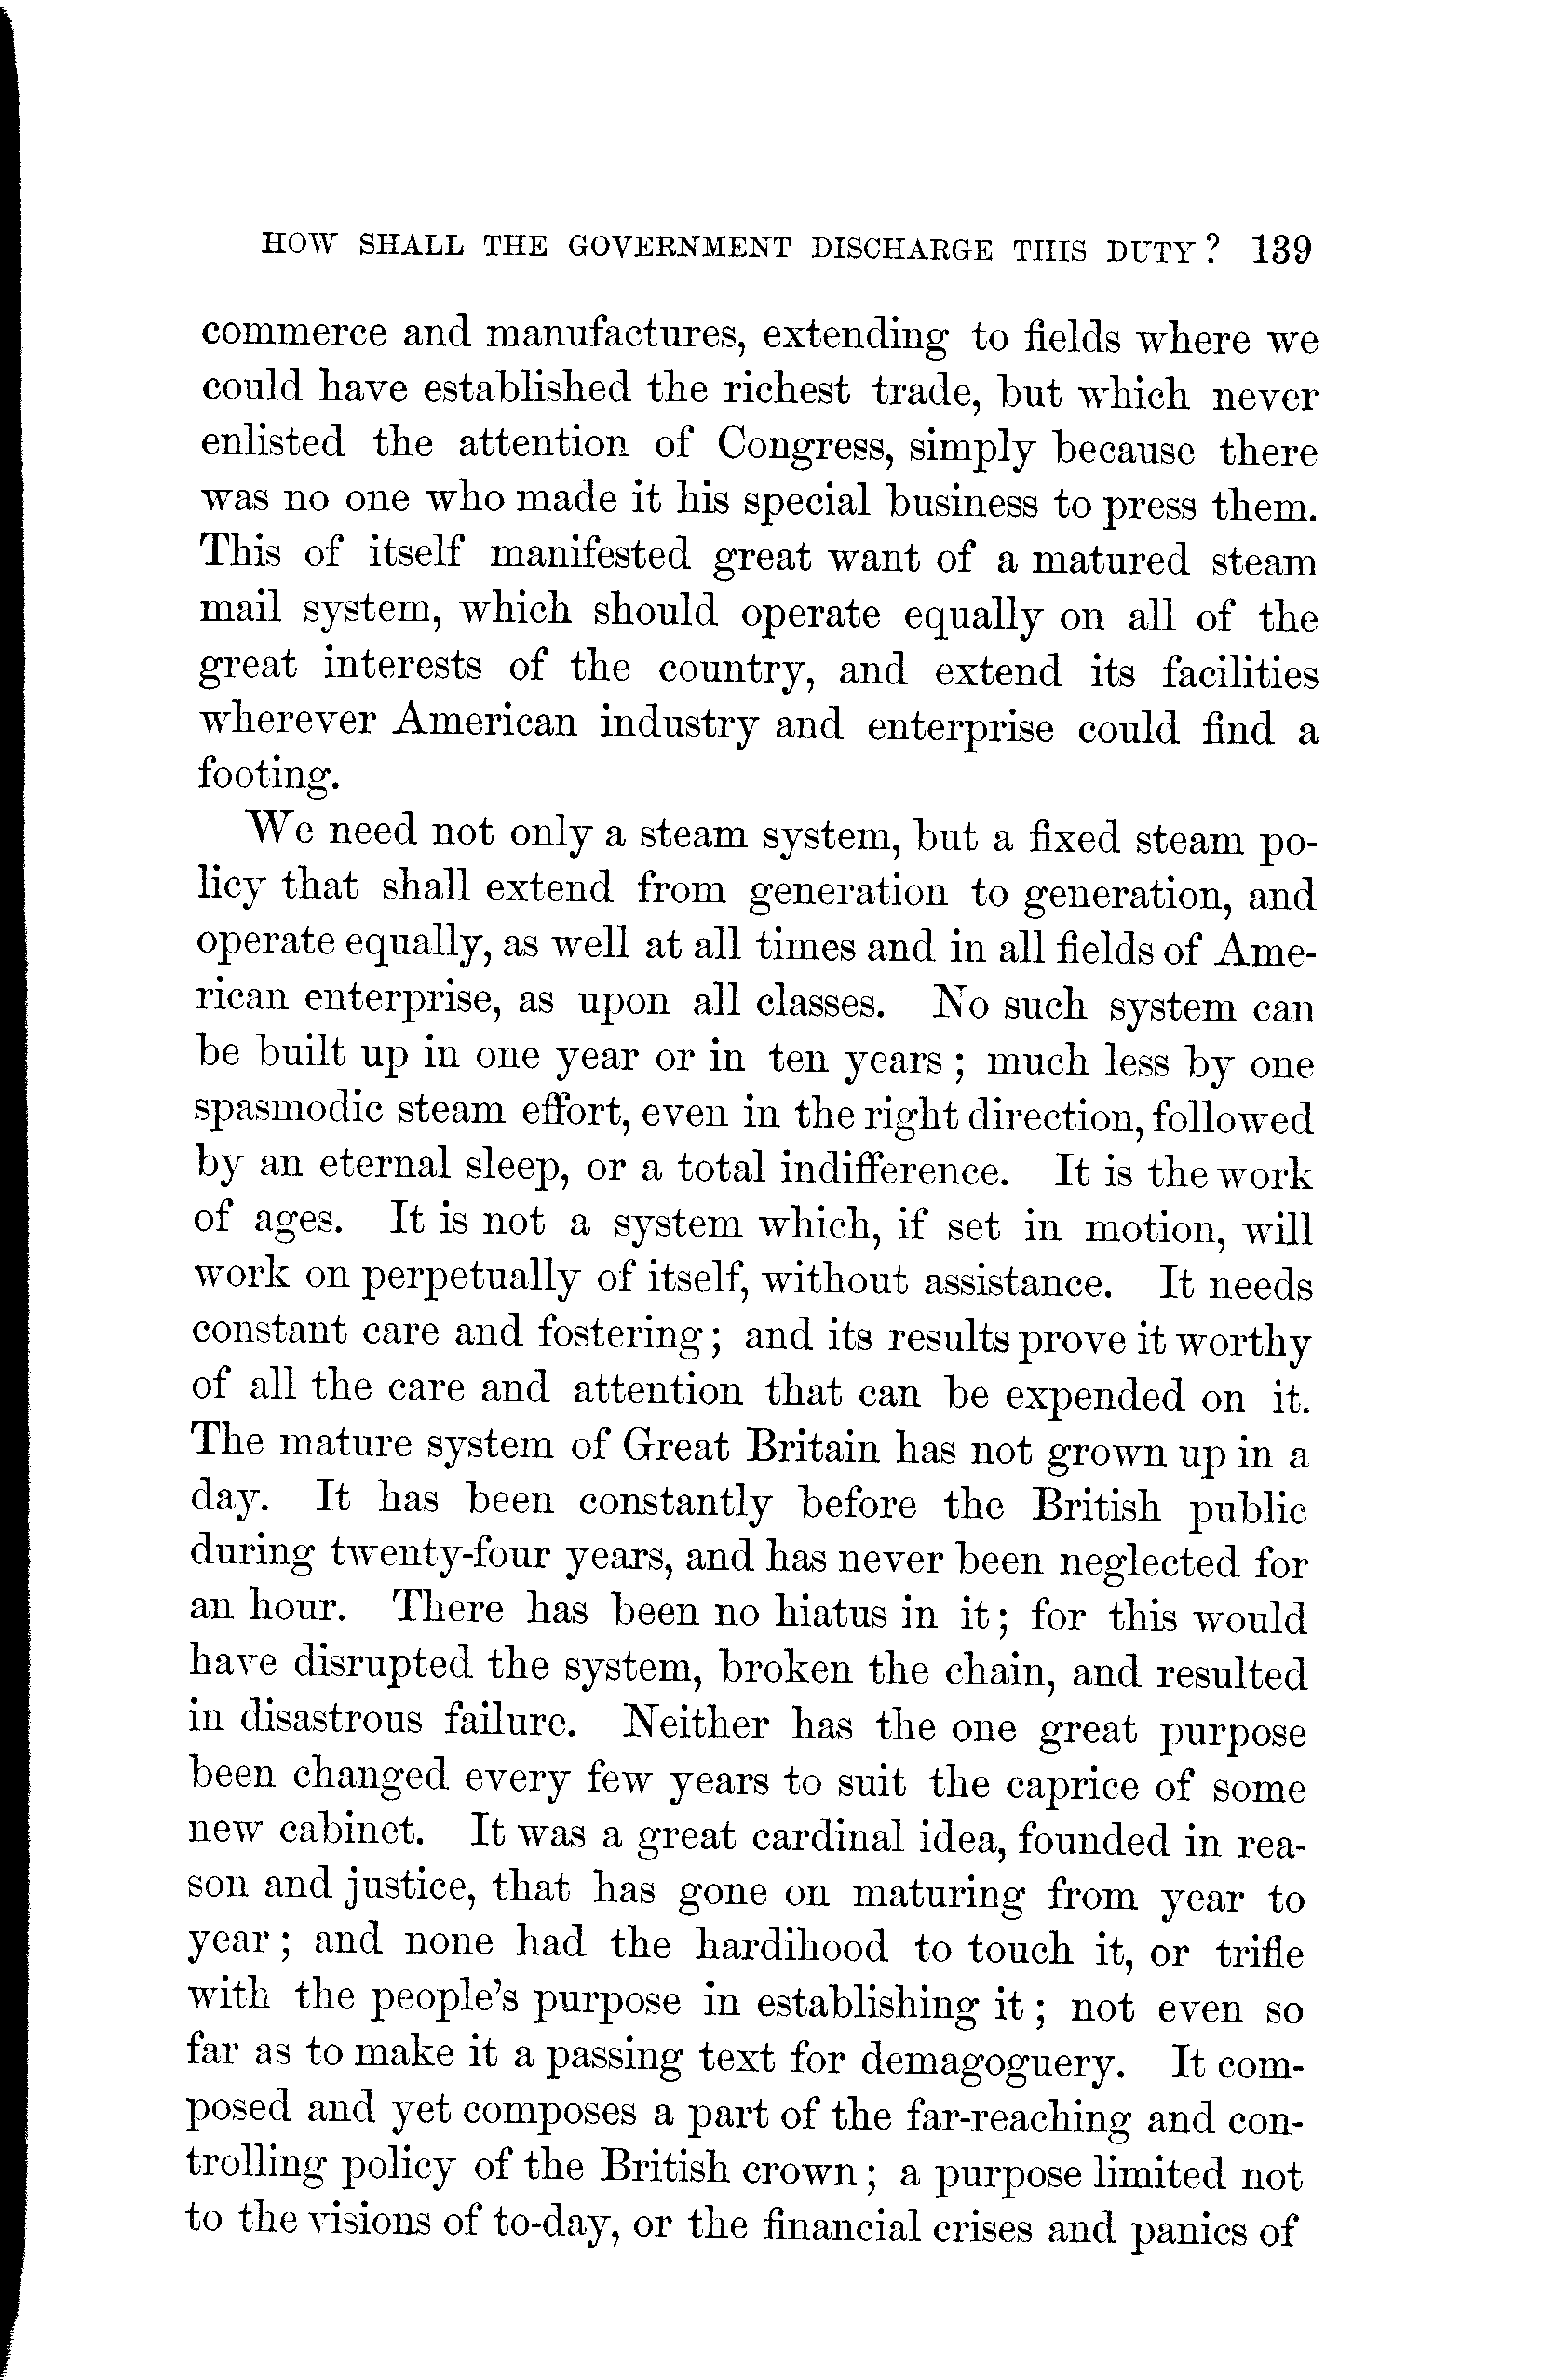 HOW SHALL THE GOVERNMENT DISCHARGE THIS DUTY? 139
commerce and manufactures, extending to fields where we
could have established the richest trade, but which never
enlisted the attention of Congress, simply because there
was no one who made it his special business to press them.
This of itself manifested great want of a matured steam
mail system, which should operate equally on all of the
great interests of the country, and extend its facilities
wherever American industry and enterprise could find a
footing.
We need not only a steam system, but a fixed steam po-
licy that shall extend from generation to generation, and
operate equally, as well at all times and in all fields of Ame-
rican enterprise, as upon all classes. No such system can
be built up in one year or in ten years; much less by one
spasmodic steam effort, even in the right direction, followed
by an eternal sleep, or a total indifference. It is the work
of ages. It is not a system which, if set in motion, will
work on perpetually of itself, without assistance. It needs
constant care and fostering; and its results prove it worthy
of all the care and attention that can be expended on it.
The mature system of Great Britain has not grown up in a
day. It has been constantly before the British public
during twenty-four years, and has never been neglected for
an hour. There has been no hiatus in it; for this would
have disrupted the system, broken the chain, and resulted
in disastrous failure. Neither has the one great purpose
been changed every few years to suit the caprice of some
new cabinet. It was a great cardinal idea, founded in rea-
son and justice, that has gone on maturing from year to
year; and none had the hardihood to touch it, or trifle
with the people's purpose in establishing it; not even so
far as to make it a passing text for demagoguery. It com-
posed and yet composes a part of the far-reaching and con-
trolling policy of the British crown; a purpose limited not
to the visions of to-day, or the financial crises and panics of